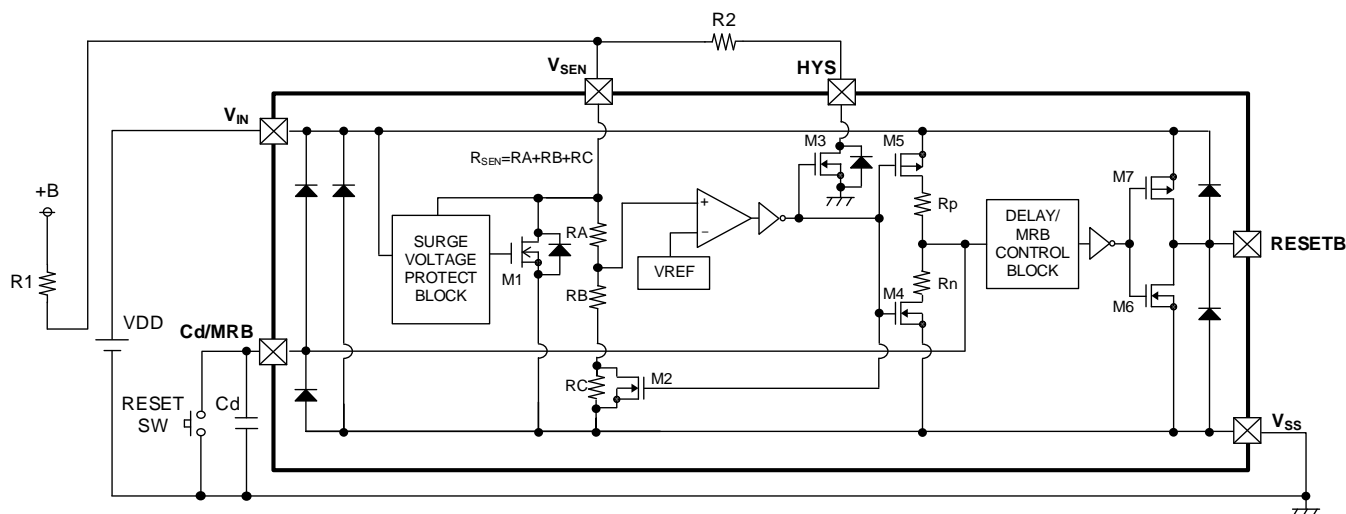 R2
VSEN
HYS
VIN
M3
M5
RSEN=RA+RB+RC
M7
+B
Rp
SURGE
VOLTAGE
PROTECT
BLOCK
RA
DELAY/
MRB
CONTROL
BLOCK
RESETB
+
−
VREF
M1
R1
Rn
RB
M4
M6
VDD
Cd/MRB
RC
M2
RESET
SW
Cd
VSS